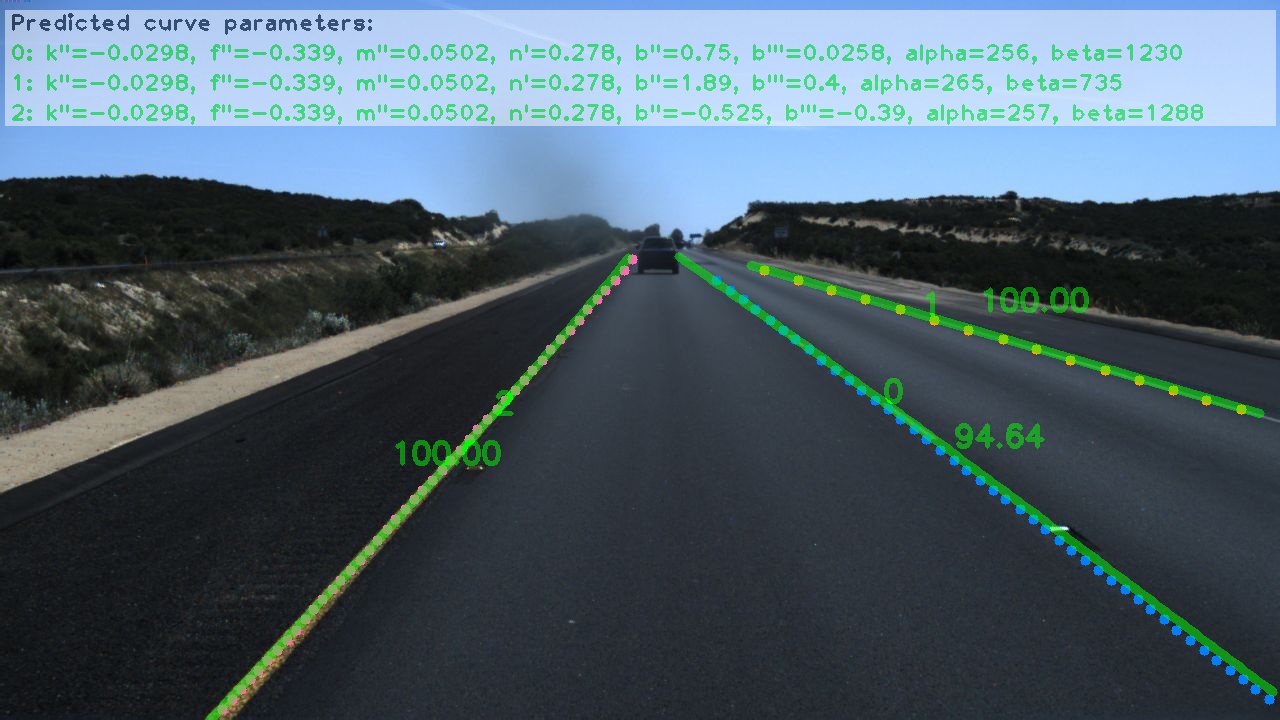 Predicted curve parameters:
0: k''=-0.0298, f''=-0.339, m''=0.0502, n'=0.278, b''=0.75, b'''=0.0258, alpha=256, beta=1230
1: k''=-0.0298, f''=-0.339, m''=0.0502, n'=0.278, b''=1.89, b'''=0.4, alpha=265, beta=735
2: k''=-0.0298, f''=-0.339, m''=0.0502, n'=0.278, b''=-0.525, b'''=-0.39, alpha=257, beta=1288
1 100.00
0
2
94.64
100.00